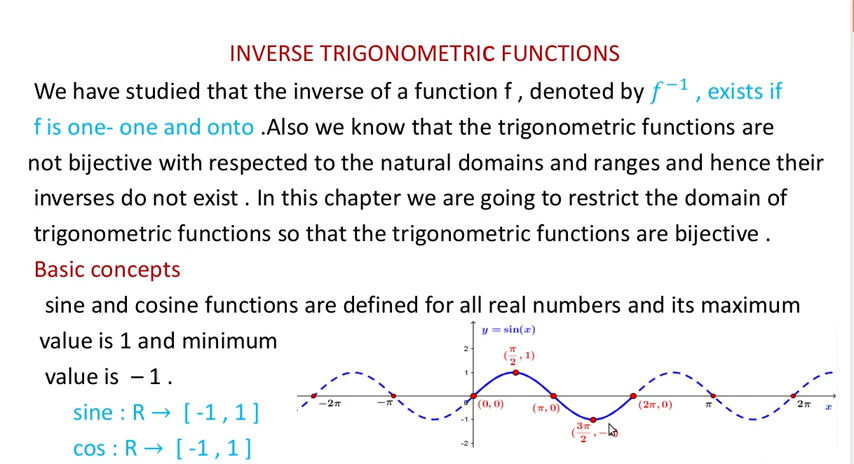 INVERSE TRIGONOMETRIC FUNCTIONS
We have studied that the inverse of a function f , denoted by f⁻¹ , exists if
f is one- one and onto .Also we know that the trigonometric functions are
not bijective with respected to the natural domains and ranges and hence their
inverses do not exist . In this chapter we are going to restrict the domain of
trigonometric functions so that the trigonometric functions are bijective .
Basic concepts
sine and cosine functions are defined for all real numbers and its maximum
value is 1 and minimum
value is – 1 .
sine : R → [ -1 , 1 ]
cos : R → [ -1 , 1 ]
y = sin(x)
2
(π/2 , 1)
1
−2π
−π
0
(0, 0)
(π, 0)
(2π, 0)
π
2π
x
-1
(3π/2 , −
-2